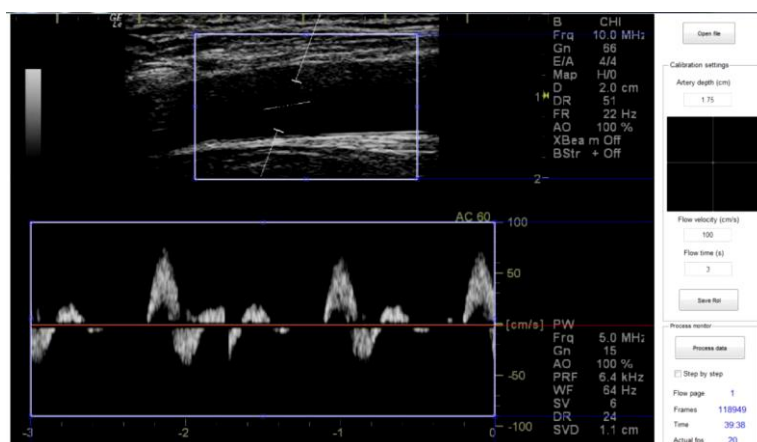 GE
B CHI
Frq 10.0 MHz
Gn 66
E/A 4/4
Map H/0
D 2.0 cm
DR 51
FR 22 Hz
AO 100 %
XBeam Off
BStr + Off
1
2
AC 60
100
50
[cm/s]
-50
-100
-3
-2
-1
PW
Frq 5.0 MHz
Gn 15
AO 100 %
PRF 6.4 kHz
WF 64 Hz
SV 6
DR 24
SVD 1.1 cm
Open file
Calibration settings
Artery depth (cm)
1.75
Flow velocity (cm/s)
100
Flow time (s)
3
Save RoI
Process monitor
Process data
Step by step
Flow page 1
Frames 118949
Time 39:38
Actual fps 20